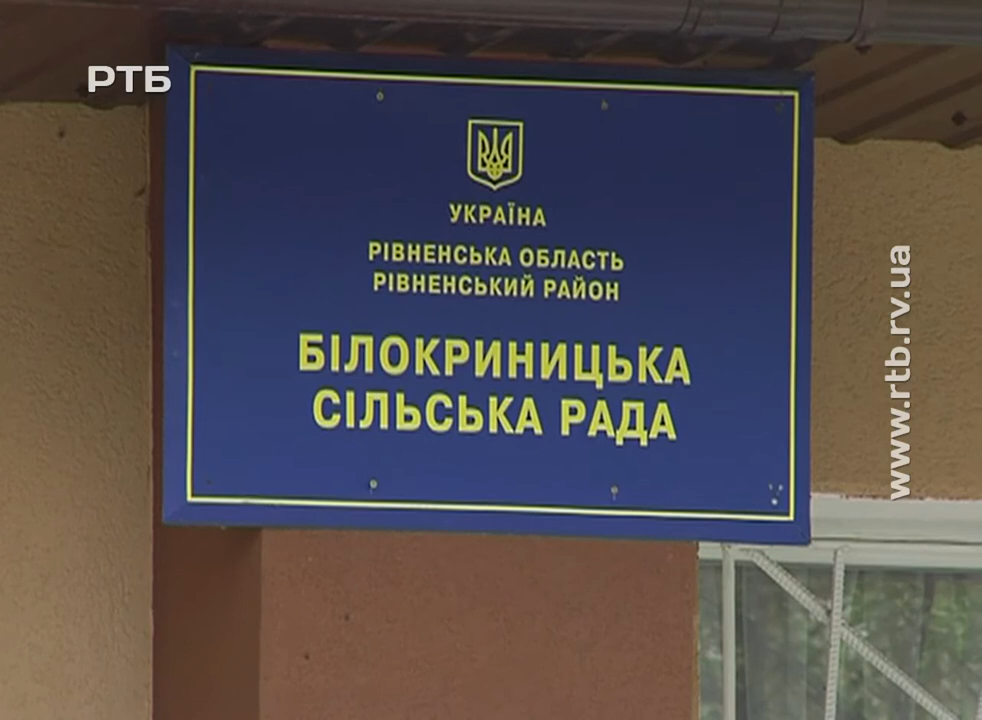 РТБ
УКРАЇНА
РІВНЕНСЬКА ОБЛАСТЬ
РІВНЕНСЬКИЙ РАЙОН
БІЛОКРИНИЦЬКА
СІЛЬСЬКА РАДА
www.rtb.rv.ua